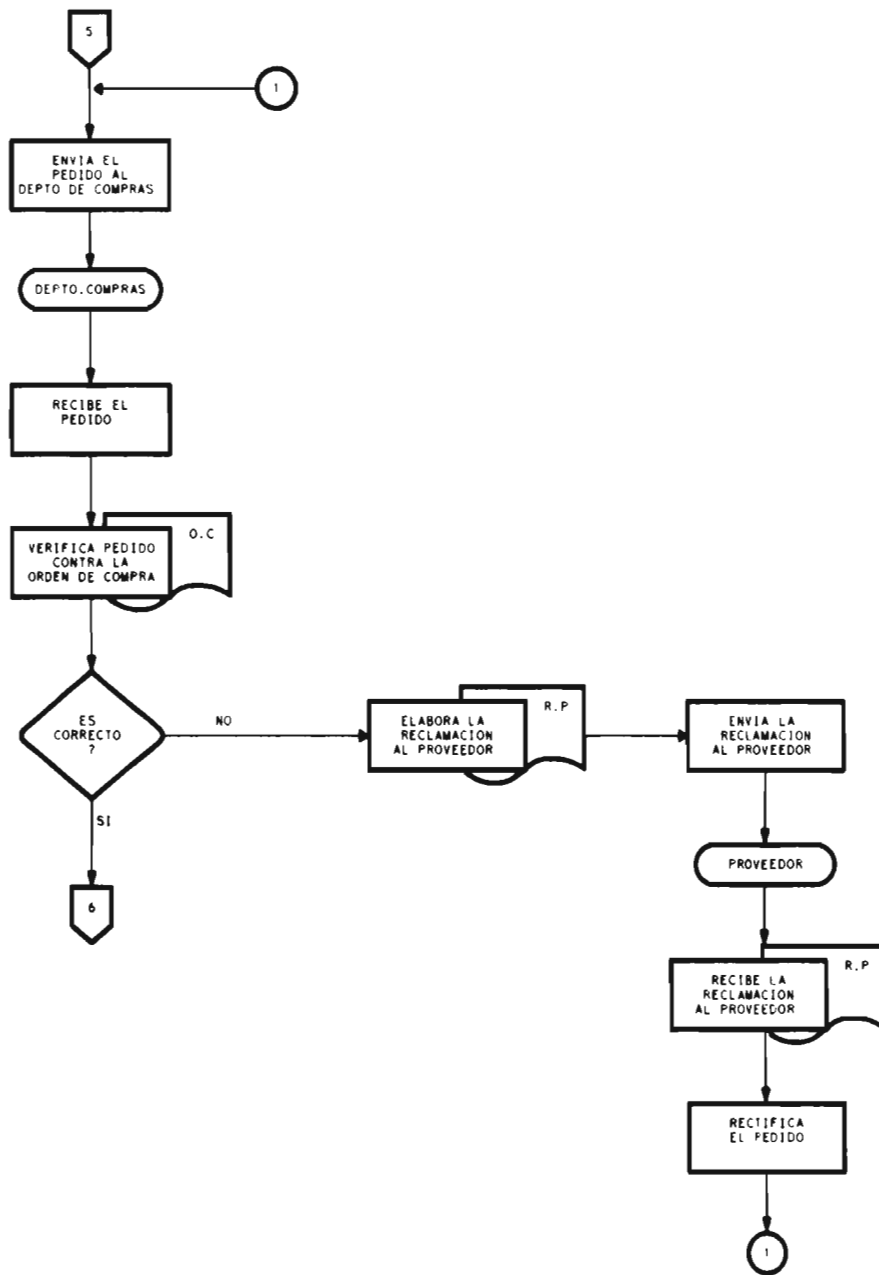 5
1
ENVIA EL
PEDIDO AL
DEPTO DE COMPRAS
DEPTO.COMPRAS
RECIBE EL
PEDIDO
O.C
VERIFICA PEDIDO
CONTRA LA
ORDEN DE COMPRA
ES
CORRECTO
?
NO
SI
6
R.P
ELABORA LA
RECLAMACION
AL PROVEEDOR
ENVIA LA
RECLAMACION
AL PROVEEDOR
PROVEEDOR
R.P
RECIBE LA
RECLAMACION
AL PROVEEDOR
RECTIFICA
EL PEDIDO
1